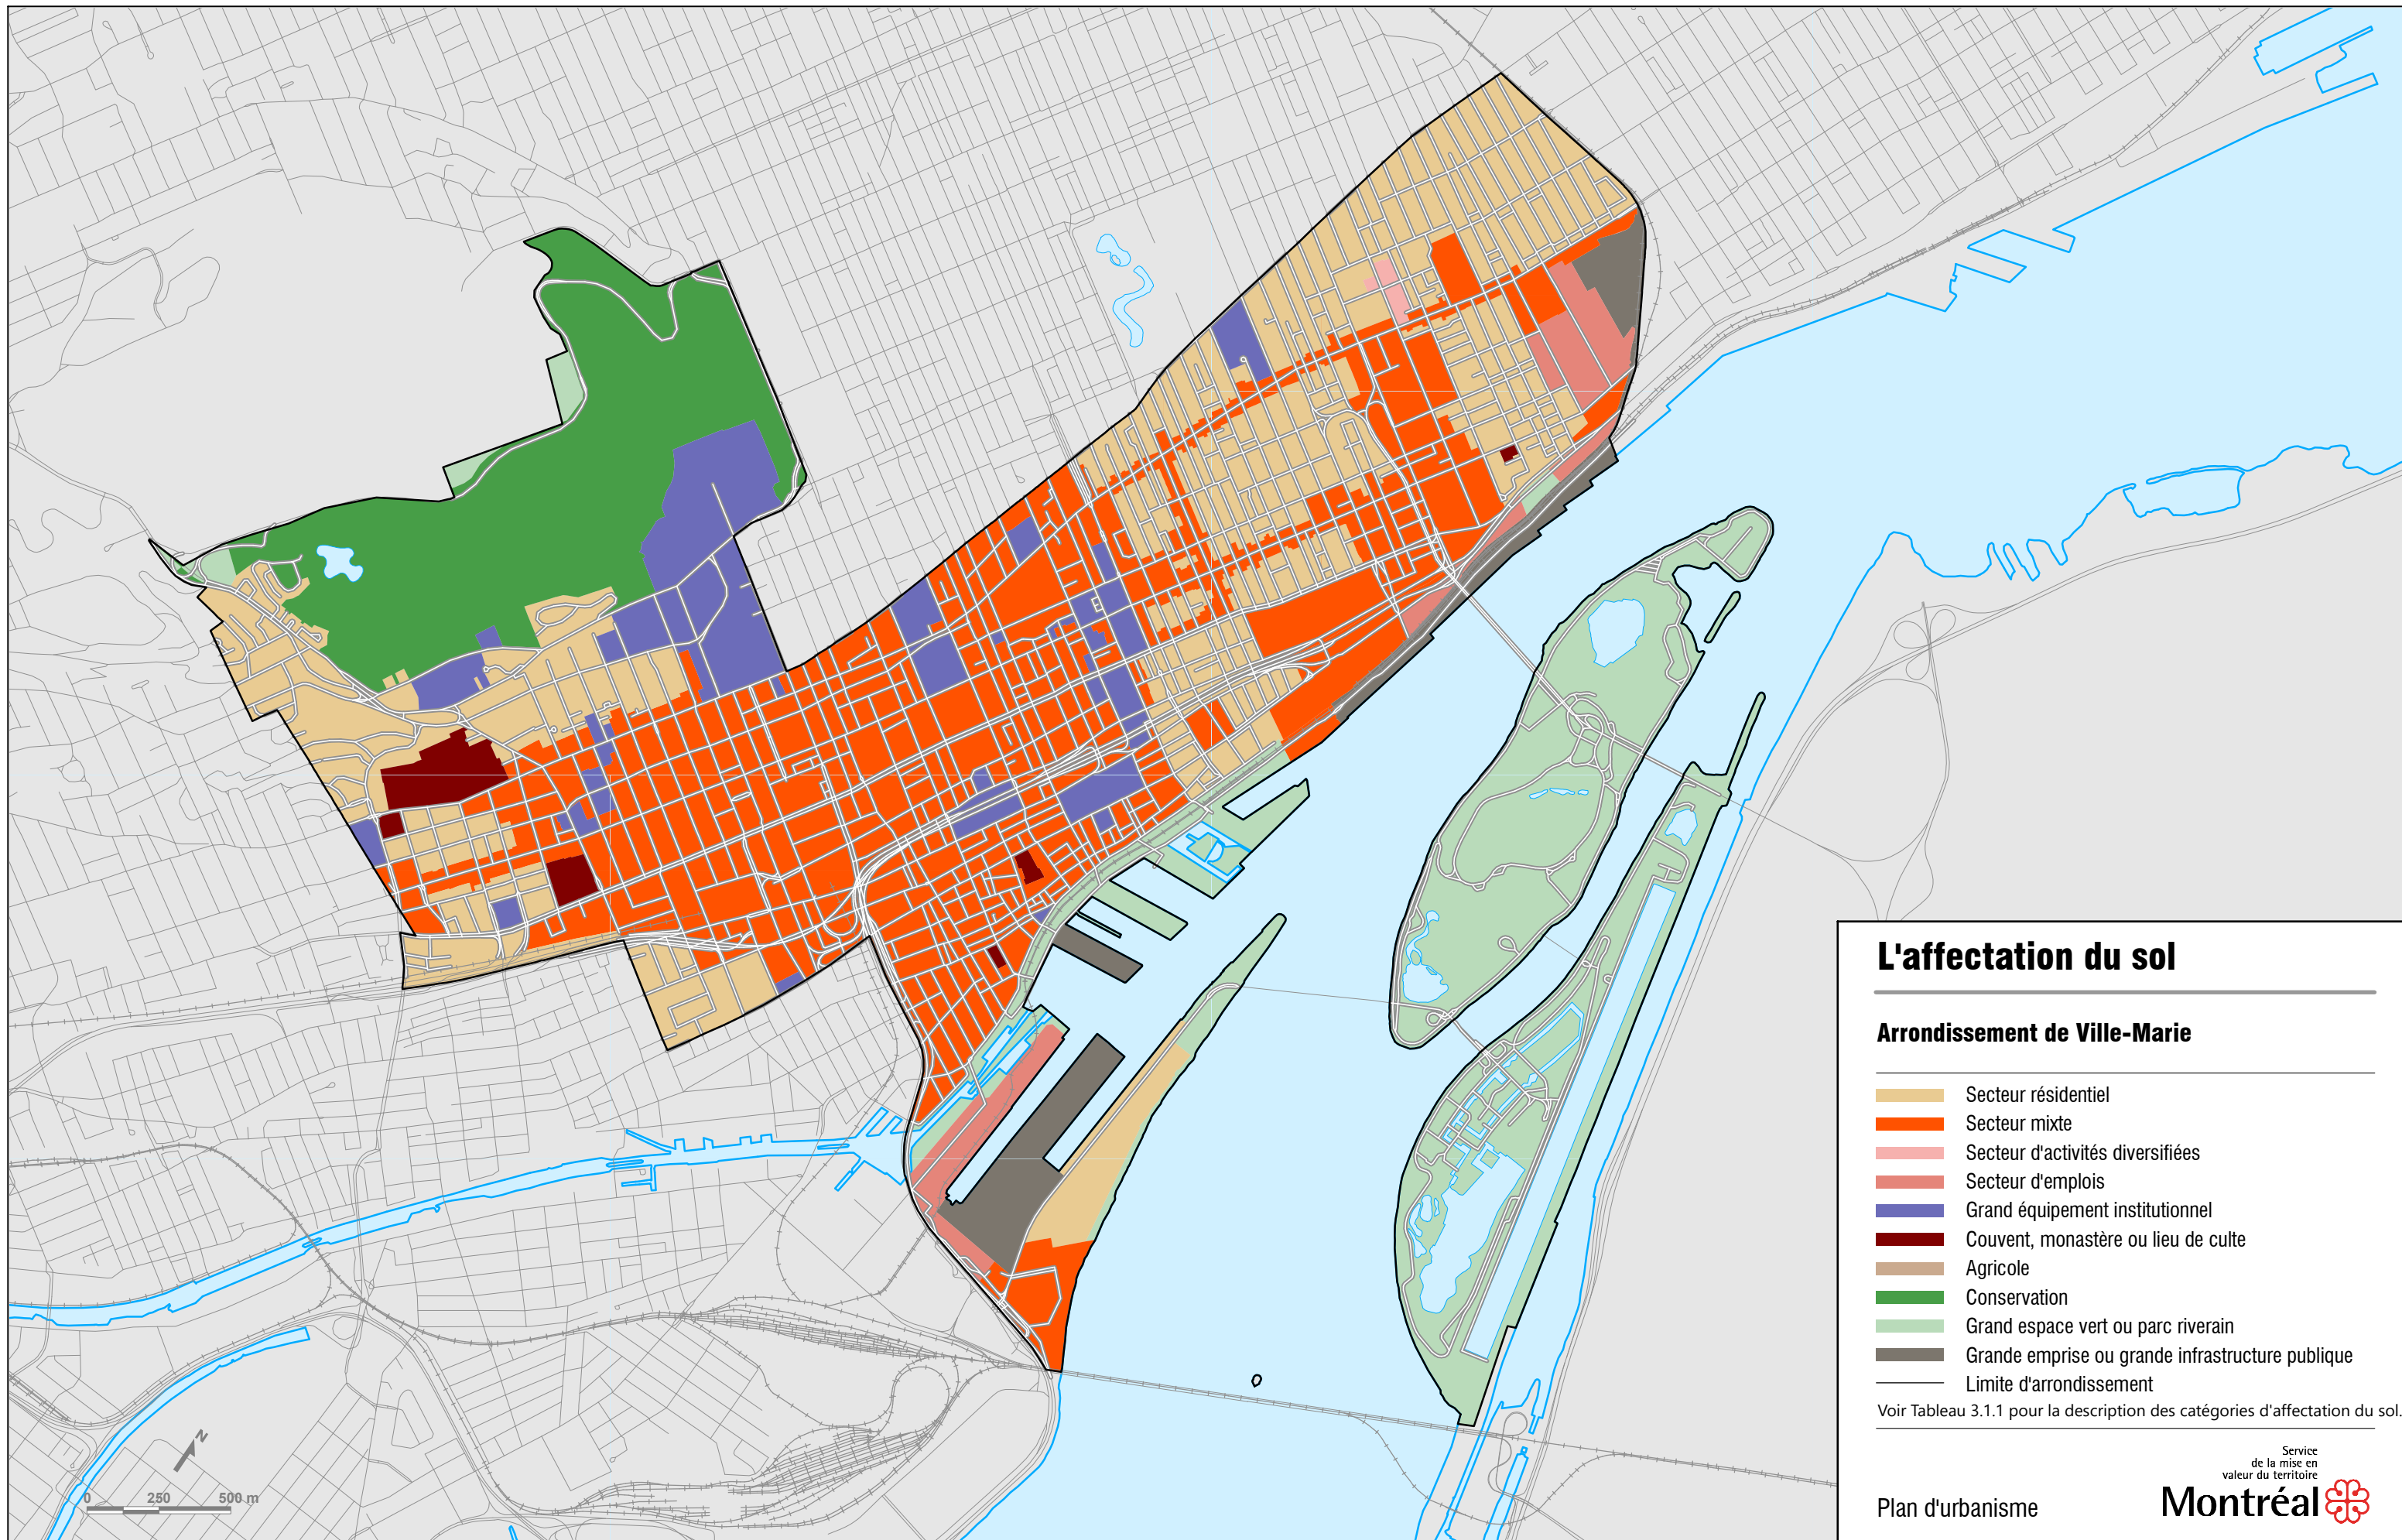 L'affectation du sol
Arrondissement de Ville-Marie
Secteur résidentiel
Secteur mixte
Secteur d'activités diversifiées
Secteur d'emplois
Grand équipement institutionnel
Couvent, monastère ou lieu de culte
Agricole
Conservation
Grand espace vert ou parc riverain
Grande emprise ou grande infrastructure publique
Limite d'arrondissement
Voir Tableau 3.1.1 pour la description des catégories d'affectation du sol.
Service
de la mise en
valeur du territoire
Plan d'urbanisme
Montréal
N
0 250 500 m